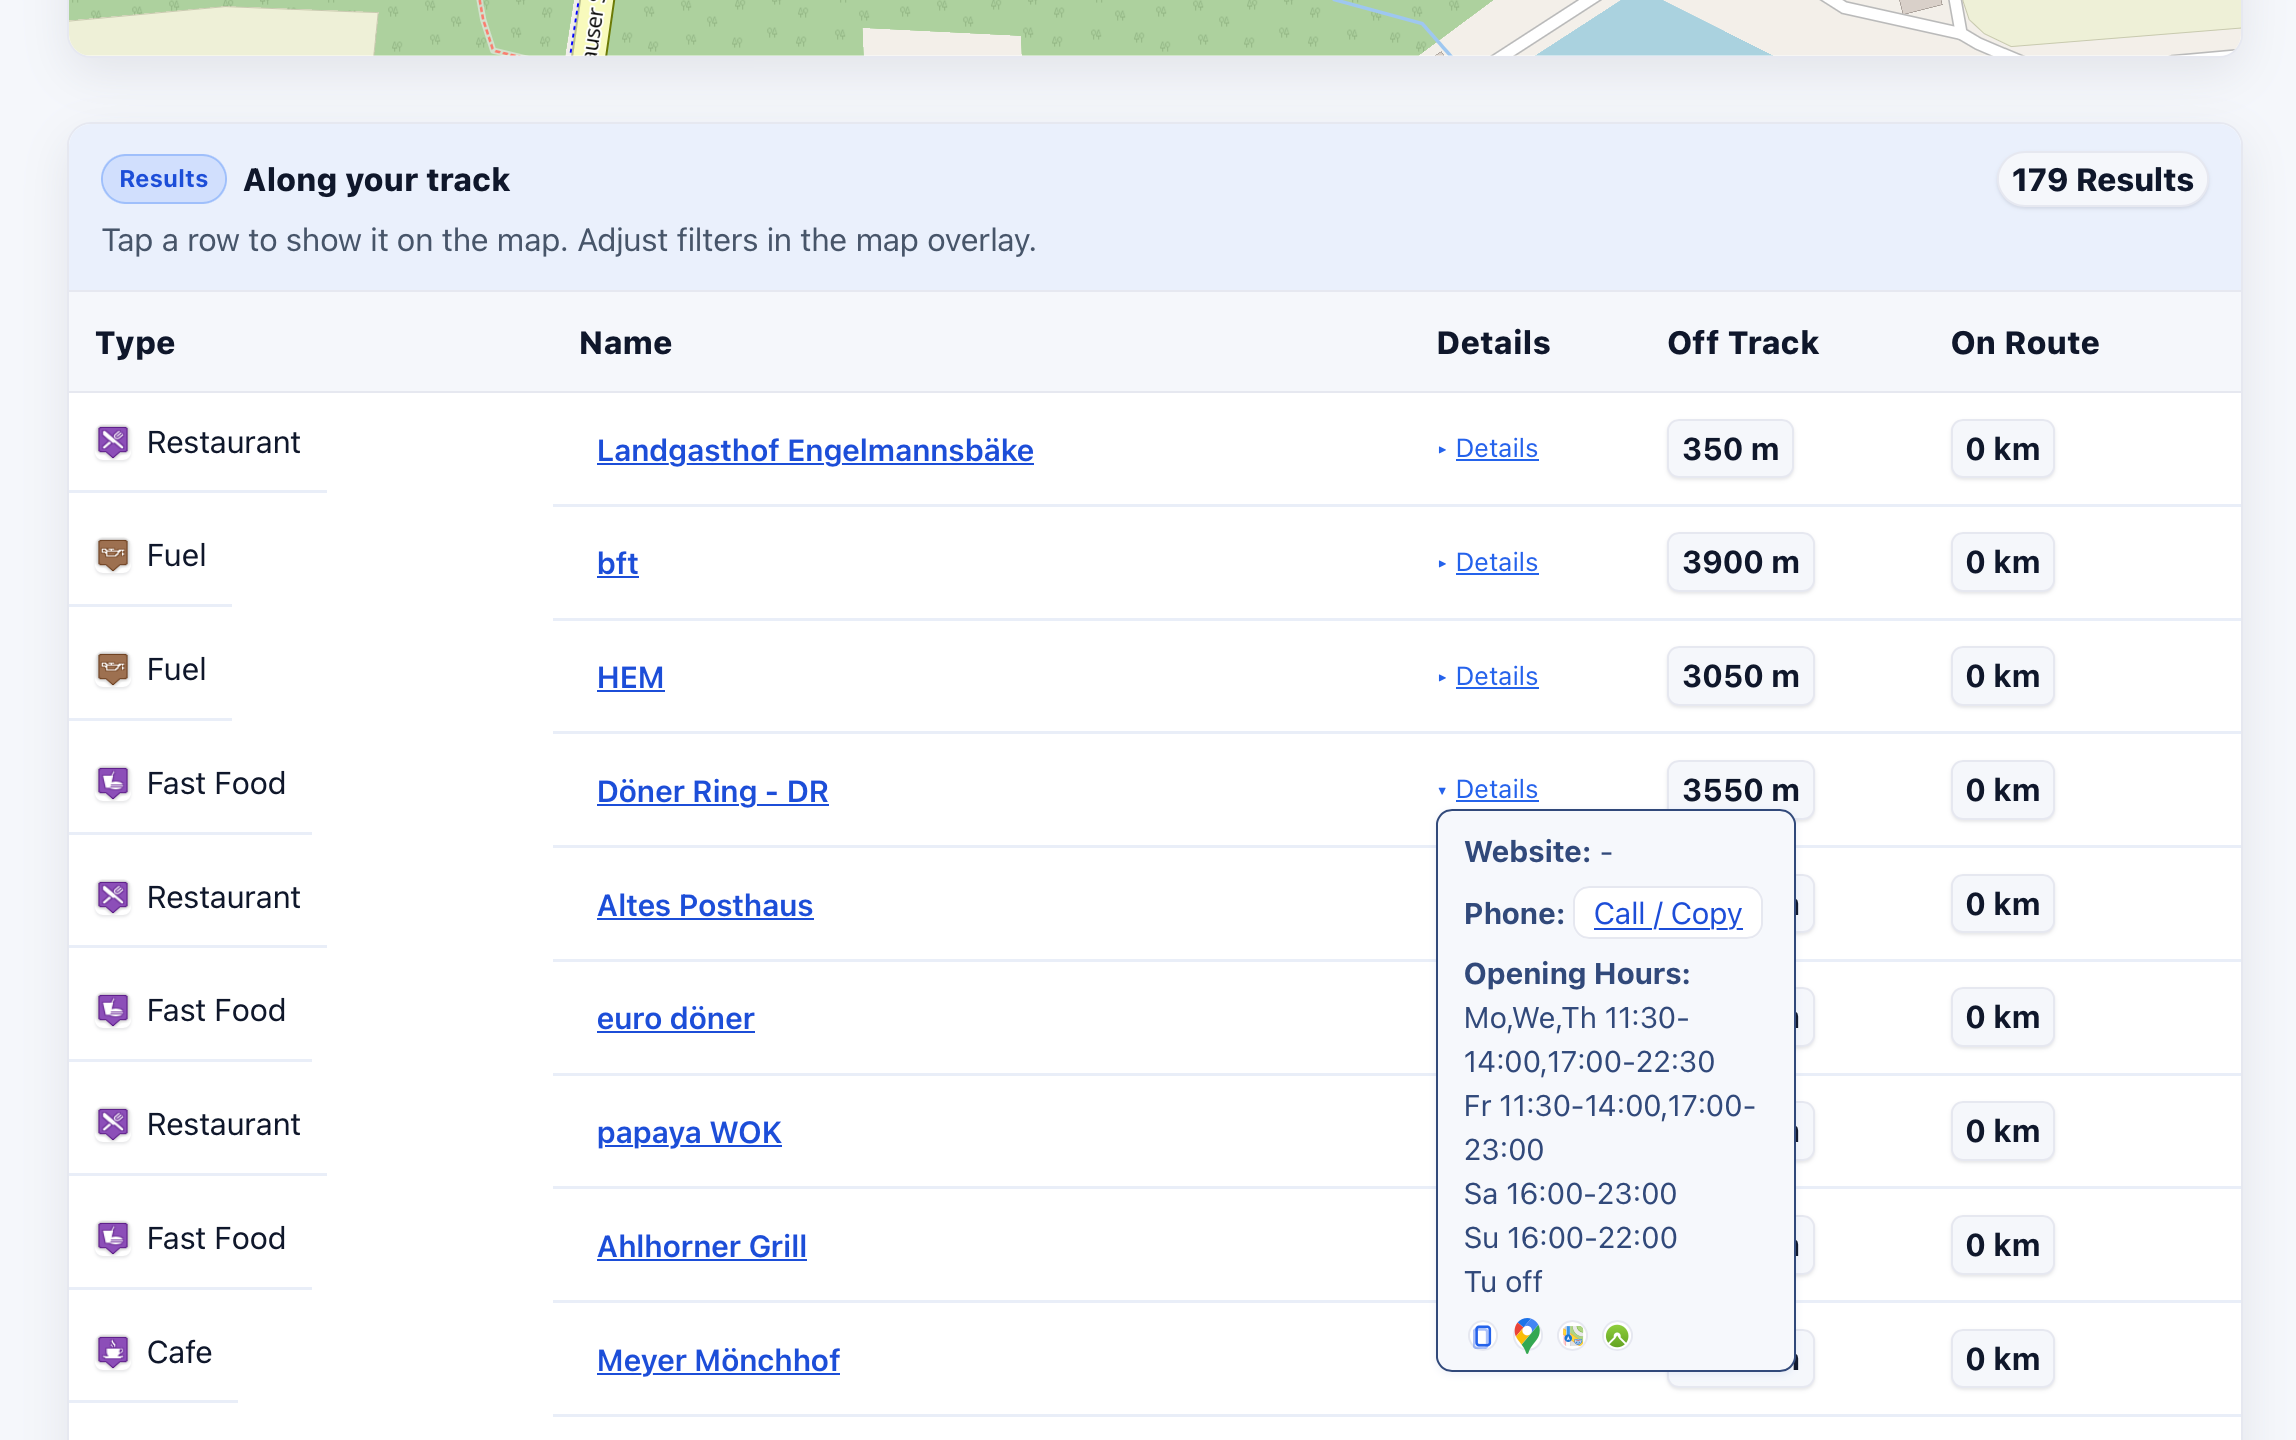 auser S
Results Along your track 179 Results
Tap a row to show it on the map. Adjust filters in the map overlay.
Type Name Details Off Track On Route
Restaurant Landgasthof Engelmannsbäke ▸ Details 350 m 0 km
Fuel bft ▸ Details 3900 m 0 km
Fuel HEM ▸ Details 3050 m 0 km
Fast Food Döner Ring - DR ▾ Details 3550 m 0 km
Restaurant Altes Posthaus 0 km
Fast Food euro döner 0 km
Restaurant papaya WOK 0 km
Fast Food Ahlhorner Grill 0 km
Cafe Meyer Mönchhof 0 km
Website: -
Phone: Call / Copy
Opening Hours:
Mo,We,Th 11:30-
14:00,17:00-22:30
Fr 11:30-14:00,17:00-
23:00
Sa 16:00-23:00
Su 16:00-22:00
Tu off